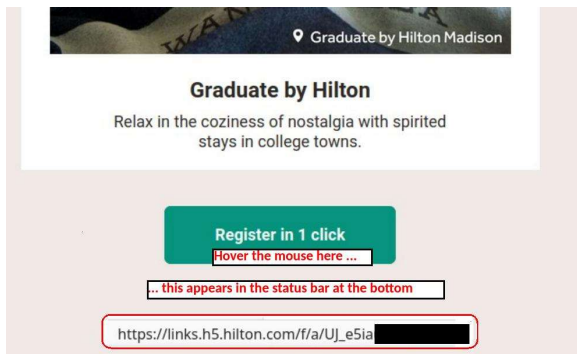 WAN
Graduate by Hilton Madison
Graduate by Hilton
Relax in the coziness of nostalgia with spirited
stays in college towns.
Register in 1 click
Hover the mouse here ...
... this appears in the status bar at the bottom
https://links.h5.hilton.com/f/a/UJ_e5ia